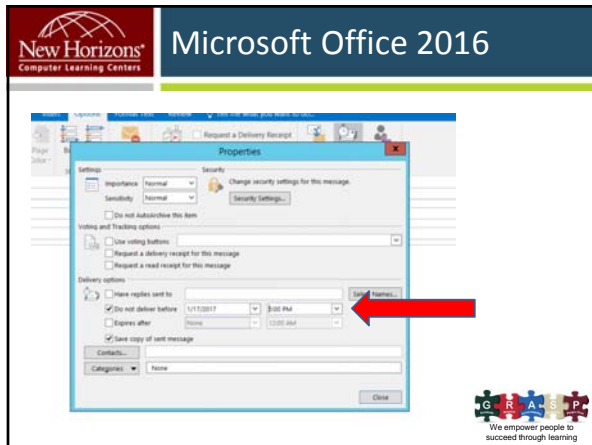 New Horizons®
Computer Learning Centers
Microsoft Office 2016
Insert Options Format Text Review Tell me what you want to do...
Page
Color
Request a Delivery Receipt
Properties
Settings
Security
Importance Normal
Change security settings for this message.
Sensitivity Normal
Security Settings...
Do not AutoArchive this item
Voting and Tracking options
Use voting buttons
Request a delivery receipt for this message
Request a read receipt for this message
Delivery options
Have replies sent to
Select Names...
Do not deliver before 1/17/2017 5:00 PM
Expires after None 12:00 AM
Save copy of sent message
Contacts...
Categories None
Close
G R A S P
We empower people to
succeed through learning